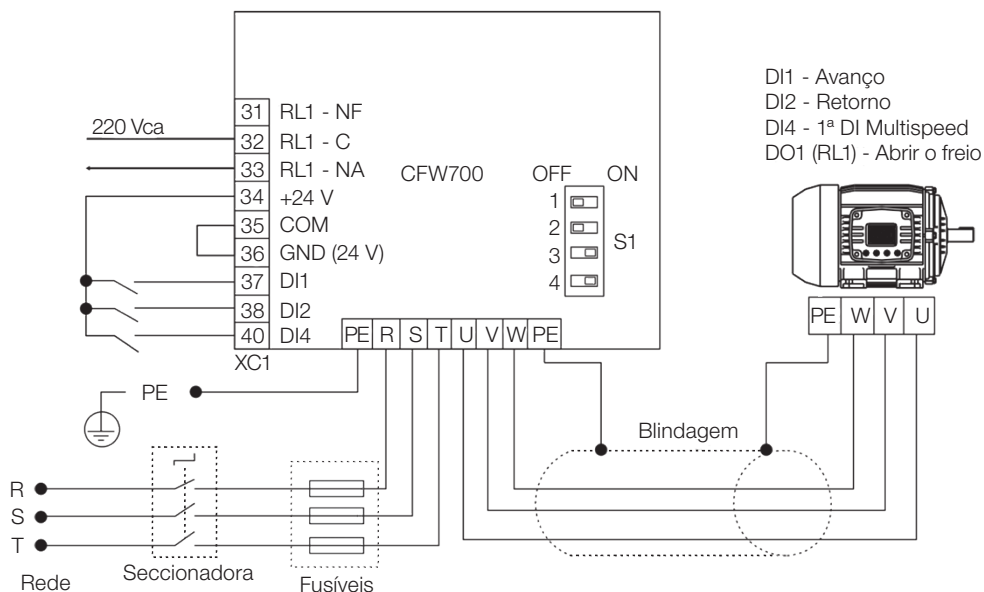 DI1 - Avanço
DI2 - Retorno
DI4 - 1ª DI Multispeed
DO1 (RL1) - Abrir o freio
31 RL1 - NF
220 Vca
32 RL1 - C
33 RL1 - NA
CFW700
OFF ON
34 +24 V
1
35 COM
2
S1
36 GND (24 V)
3
37 DI1
4
38 DI2
40 DI4
PE R S T U V W PE
PE W V U
XC1
PE
Blindagem
R
S
T
Rede
Seccionadora
Fusíveis